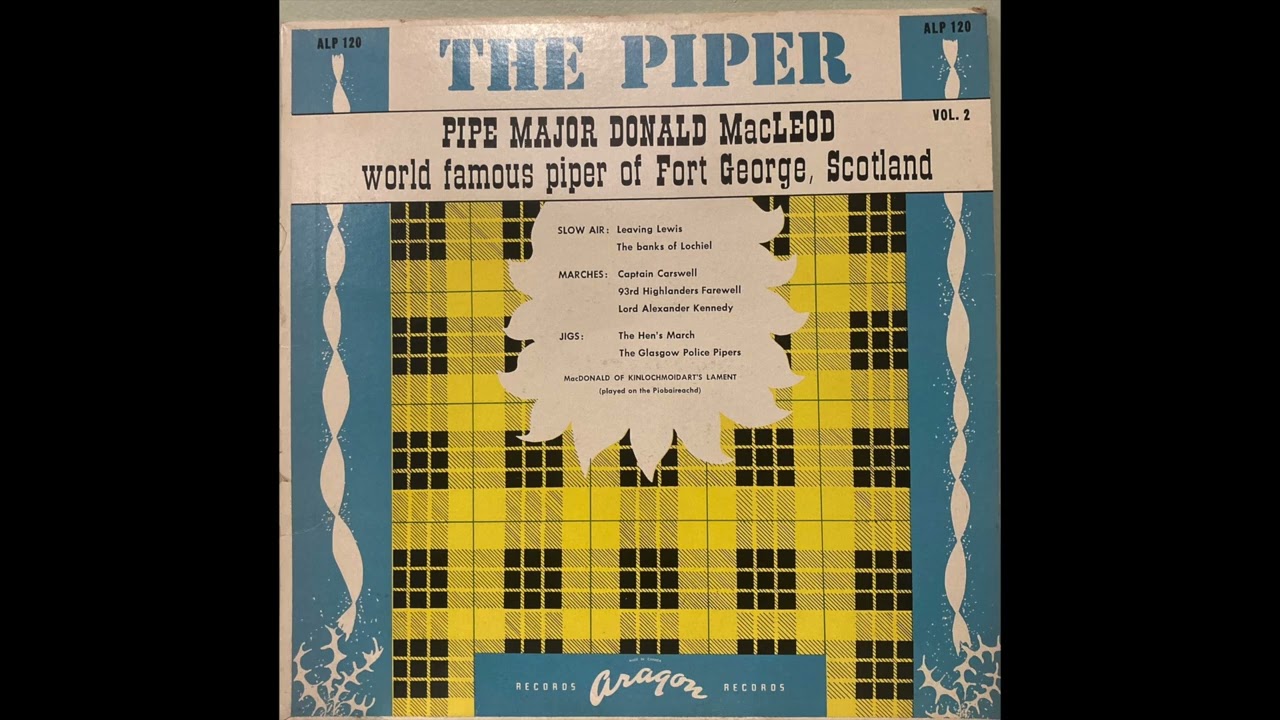 ALP 120
ALP 120
THE PIPER
VOL. 2
PIPE MAJOR DONALD MacLEOD
world famous piper of Fort George, Scotland
SLOW AIR: Leaving Lewis
The banks of Lochiel
MARCHES: Captain Carswell
93rd Highlanders Farewell
Lord Alexander Kennedy
JIGS: The Hen's March
The Glasgow Police Pipers
MacDONALD OF KINLOCHMOIDART'S LAMENT
(played on the Piobaireachd)
RECORDS aragon RECORDS